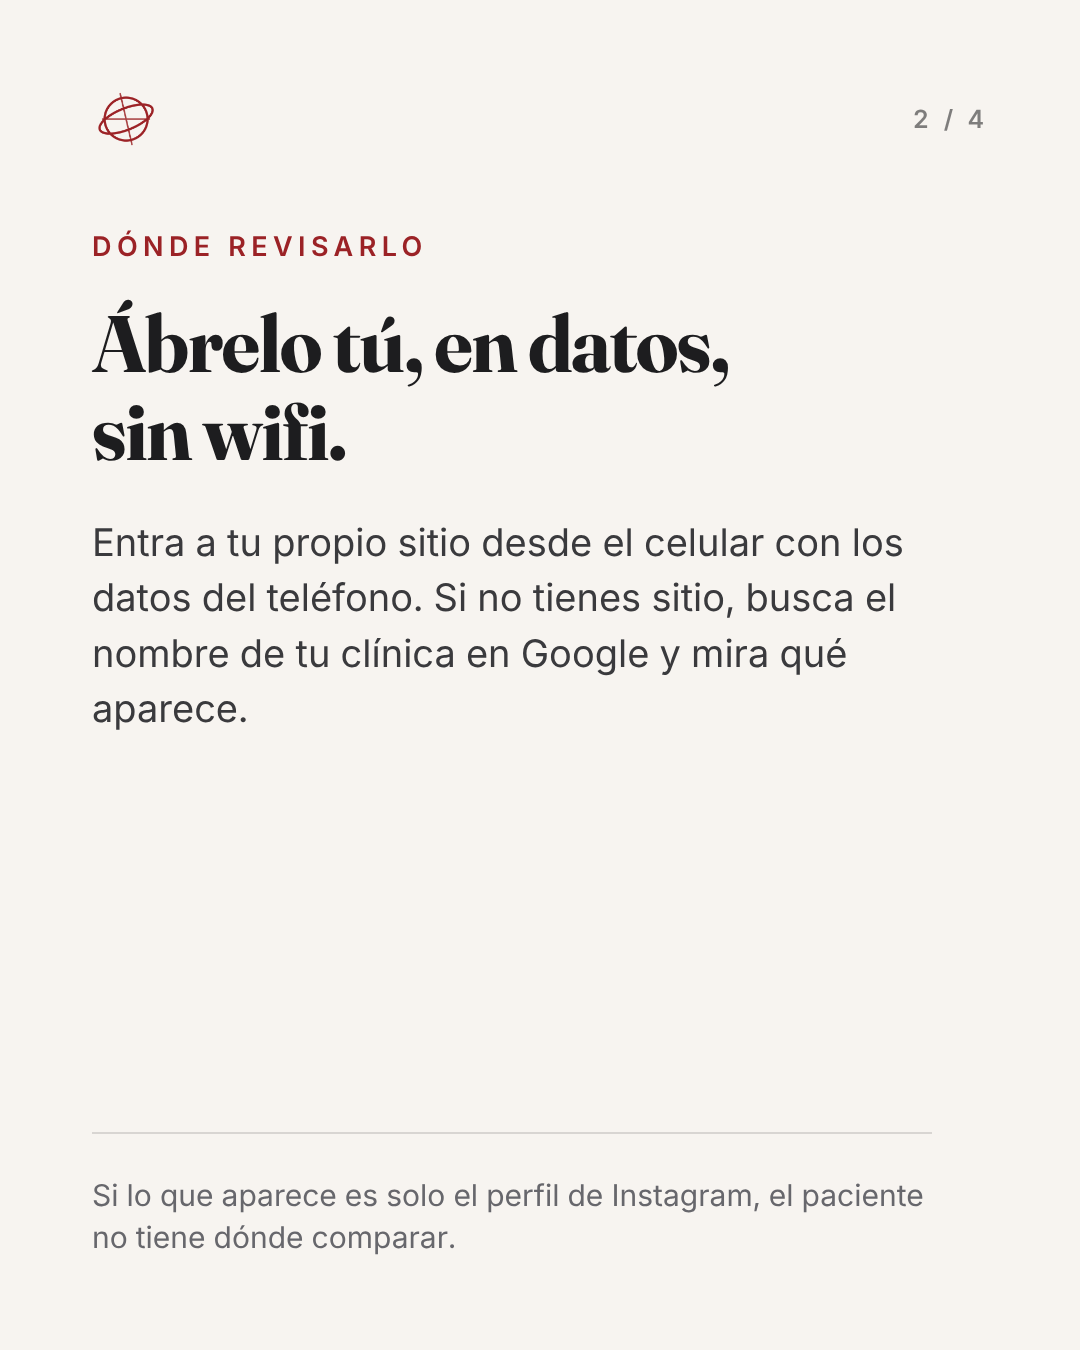 2 / 4
DÓNDE REVISARLO
Ábrelo tú, en datos,
sin wifi.
Entra a tu propio sitio desde el celular con los
datos del teléfono. Si no tienes sitio, busca el
nombre de tu clínica en Google y mira qué
aparece.
Si lo que aparece es solo el perfil de Instagram, el paciente
no tiene dónde comparar.